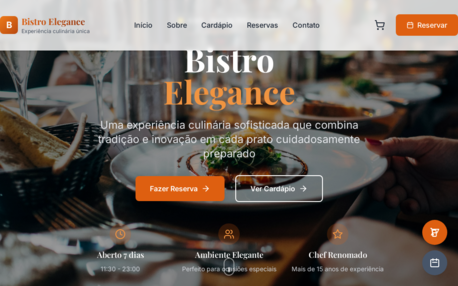 B
Bistro Elegance
Experiência culinária única
Início
Sobre
Cardápio
Reservas
Contato
Reservar
Bistro
Elegance
Uma experiência culinária sofisticada que combina
tradição e inovação em cada prato cuidadosamente
preparado
Fazer Reserva
Ver Cardápio
Aberto 7 dias
11:30 - 23:00
Ambiente Elegante
Perfeito para ocasiões especiais
Chef Renomado
Mais de 15 anos de experiência